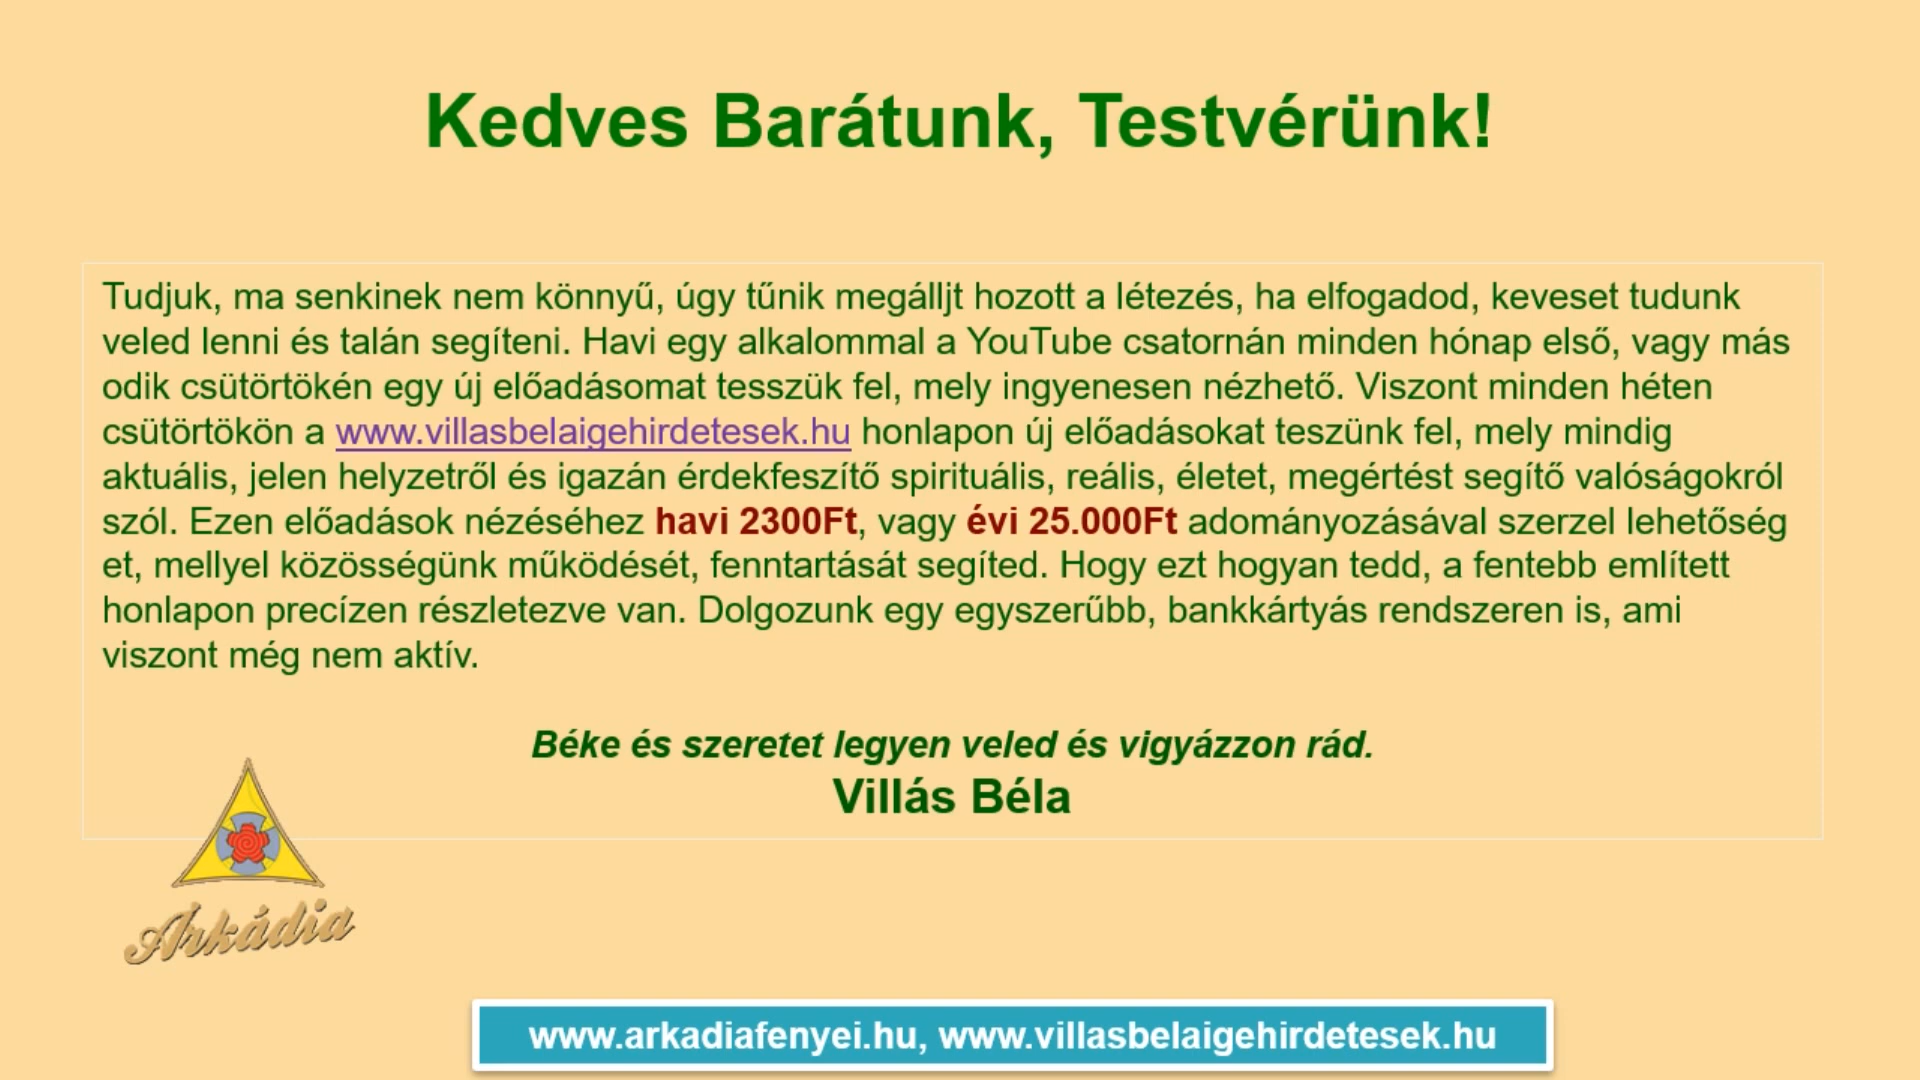 Kedves Barátunk, Testvérünk!
Tudjuk, ma senkinek nem könnyű, úgy tűnik megálljt hozott a létezés, ha elfogadod, keveset tudunk
veled lenni és talán segíteni. Havi egy alkalommal a YouTube csatornán minden hónap első, vagy más
odik csütörtökén egy új előadásomat tesszük fel, mely ingyenesen nézhető. Viszont minden héten
csütörtökön a www.villasbelaigehirdetesek.hu honlapon új előadásokat teszünk fel, mely mindig
aktuális, jelen helyzetről és igazán érdekfeszítő spirituális, reális, életet, megértést segítő valóságokról
szól. Ezen előadások nézéséhez havi 2300Ft, vagy évi 25.000Ft adományozásával szerzel lehetőség
et, mellyel közösségünk működését, fenntartását segíted. Hogy ezt hogyan tedd, a fentebb említett
honlapon precízen részletezve van. Dolgozunk egy egyszerűbb, bankkártyás rendszeren is, ami
viszont még nem aktív.
Béke és szeretet legyen veled és vigyázzon rád.
Villás Béla
Árkádia
www.arkadiafenyei.hu, www.villasbelaigehirdetesek.hu